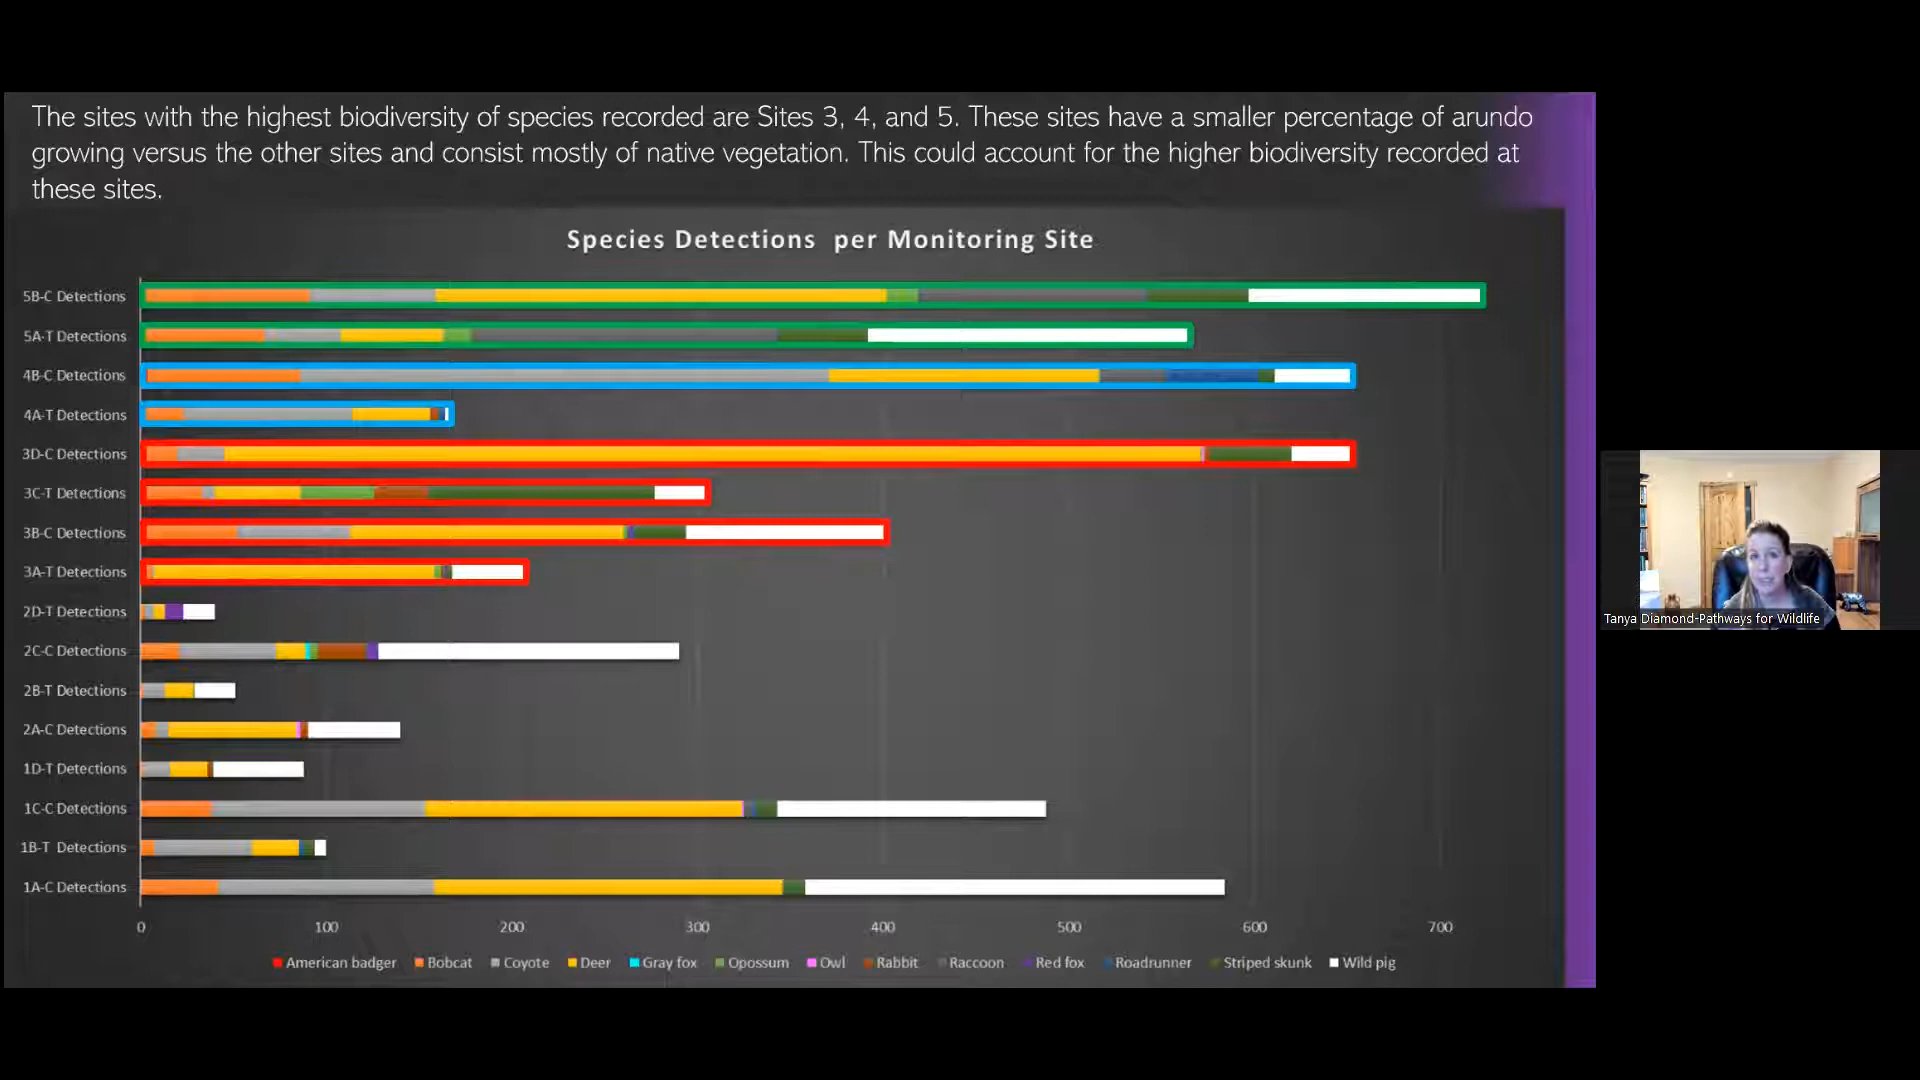 The sites with the highest biodiversity of species recorded are Sites 3, 4, and 5. These sites have a smaller percentage of arundo
growing versus the other sites and consist mostly of native vegetation. This could account for the higher biodiversity recorded at
these sites.
Species Detections per Monitoring Site
5B-C Detections
5A-T Detections
4B-C Detections
4A-T Detections
3D-C Detections
3C-T Detections
3B-C Detections
3A-T Detections
2D-T Detections
2C-C Detections
2B-T Detections
2A-C Detections
1D-T Detections
1C-C Detections
1B-T Detections
1A-C Detections
0 100 200 300 400 500 600 700
American badger Bobcat Coyote Deer Gray fox Opossum Owl Rabbit Raccoon Red fox Roadrunner Striped skunk Wild pig
Tanya Diamond-Pathways for Wildlife